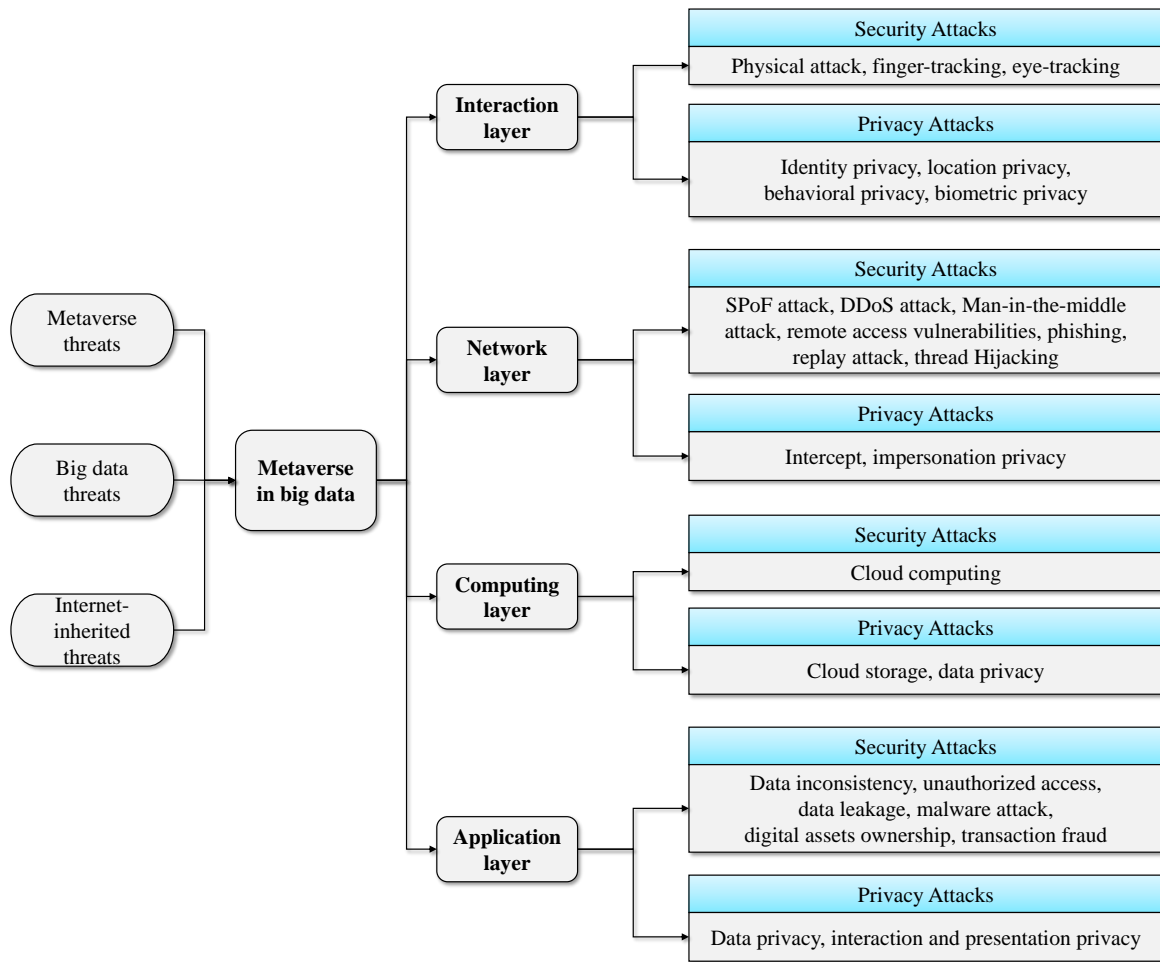 Metaverse
threats
Big data
threats
Internet-
inherited
threats
Metaverse
in big data
Interaction
layer
Security Attacks
Physical attack, finger-tracking, eye-tracking
Privacy Attacks
Identity privacy, location privacy,
behavioral privacy, biometric privacy
Network
layer
Security Attacks
SPoF attack, DDoS attack, Man-in-the-middle
attack, remote access vulnerabilities, phishing,
replay attack, thread Hijacking
Privacy Attacks
Intercept, impersonation privacy
Computing
layer
Security Attacks
Cloud computing
Privacy Attacks
Cloud storage, data privacy
Application
layer
Security Attacks
Data inconsistency, unauthorized access,
data leakage, malware attack,
digital assets ownership, transaction fraud
Privacy Attacks
Data privacy, interaction and presentation privacy